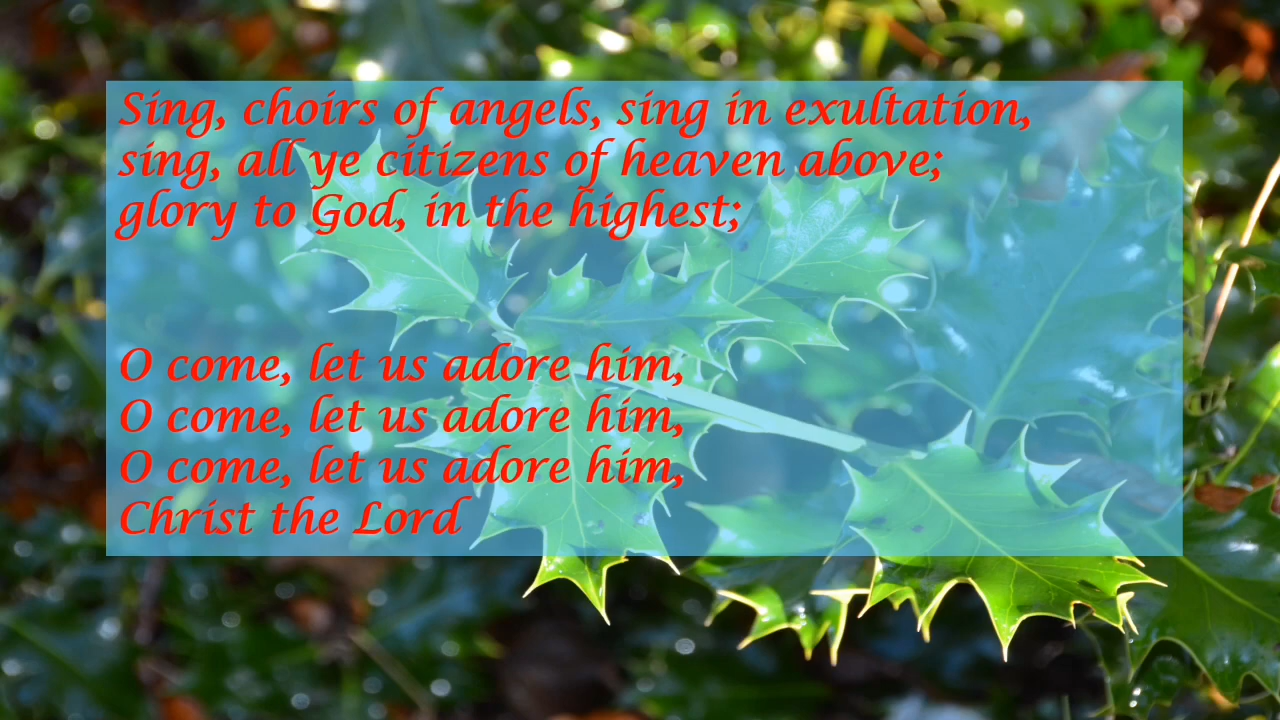 Sing, choirs of angels, sing in exultation,
sing, all ye citizens of heaven above;
glory to God, in the highest;
O come, let us adore him,
O come, let us adore him,
O come, let us adore him,
Christ the Lord